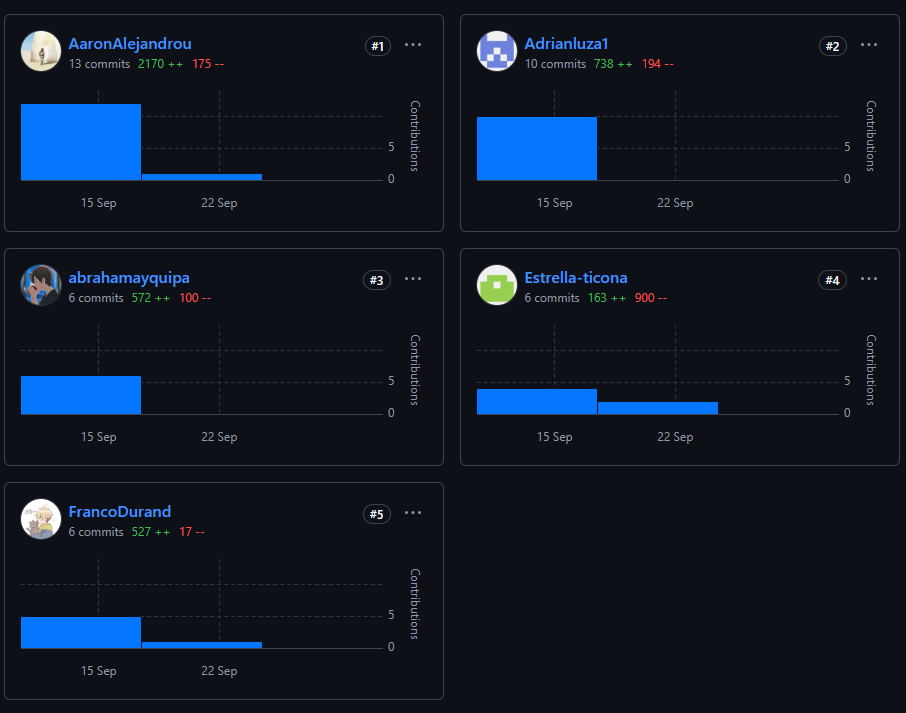 AaronAlejandrou #1 ...
13 commits 2170 ++ 175 --
Contributions
5
0
15 Sep 22 Sep
Adrianluza1 #2 ...
10 commits 738 ++ 194 --
Contributions
5
0
15 Sep 22 Sep
abrahamayquipa #3 ...
6 commits 572 ++ 100 --
Contributions
5
0
15 Sep 22 Sep
Estrella-ticona #4 ...
6 commits 163 ++ 900 --
Contributions
5
0
15 Sep 22 Sep
FrancoDurand #5 ...
6 commits 527 ++ 17 --
Contributions
5
0
15 Sep 22 Sep